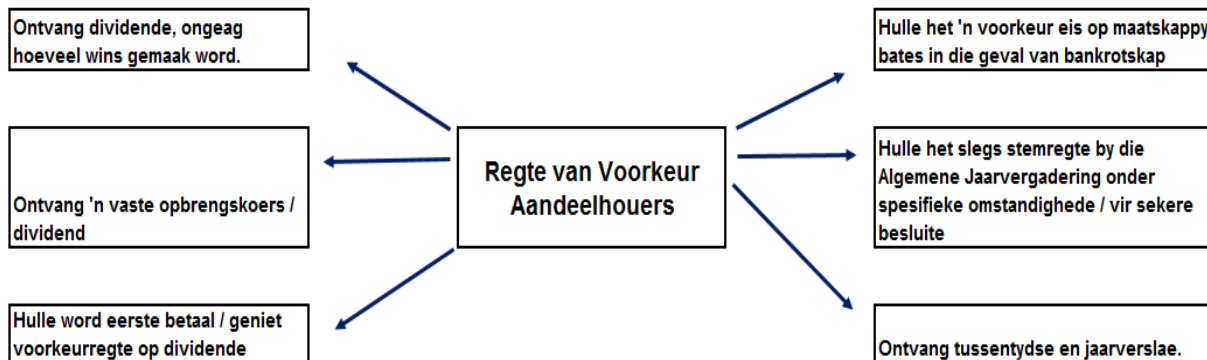 Ontvang dividende, ongeag
hoeveel wins gemaak word.
Ontvang 'n vaste opbrengskoers /
dividend
Hulle word eerste betaal / geniet
voorkeurregte op dividende
Regte van Voorkeur
Aandeelhouers
Hulle het 'n voorkeur eis op maatskappy
bates in die geval van bankrotskap
Hulle het slegs stemregte by die
Algemene Jaarvergadering onder
spesifieke omstandighede / vir sekere
besluite
Ontvang tussentydse en jaarverslae.